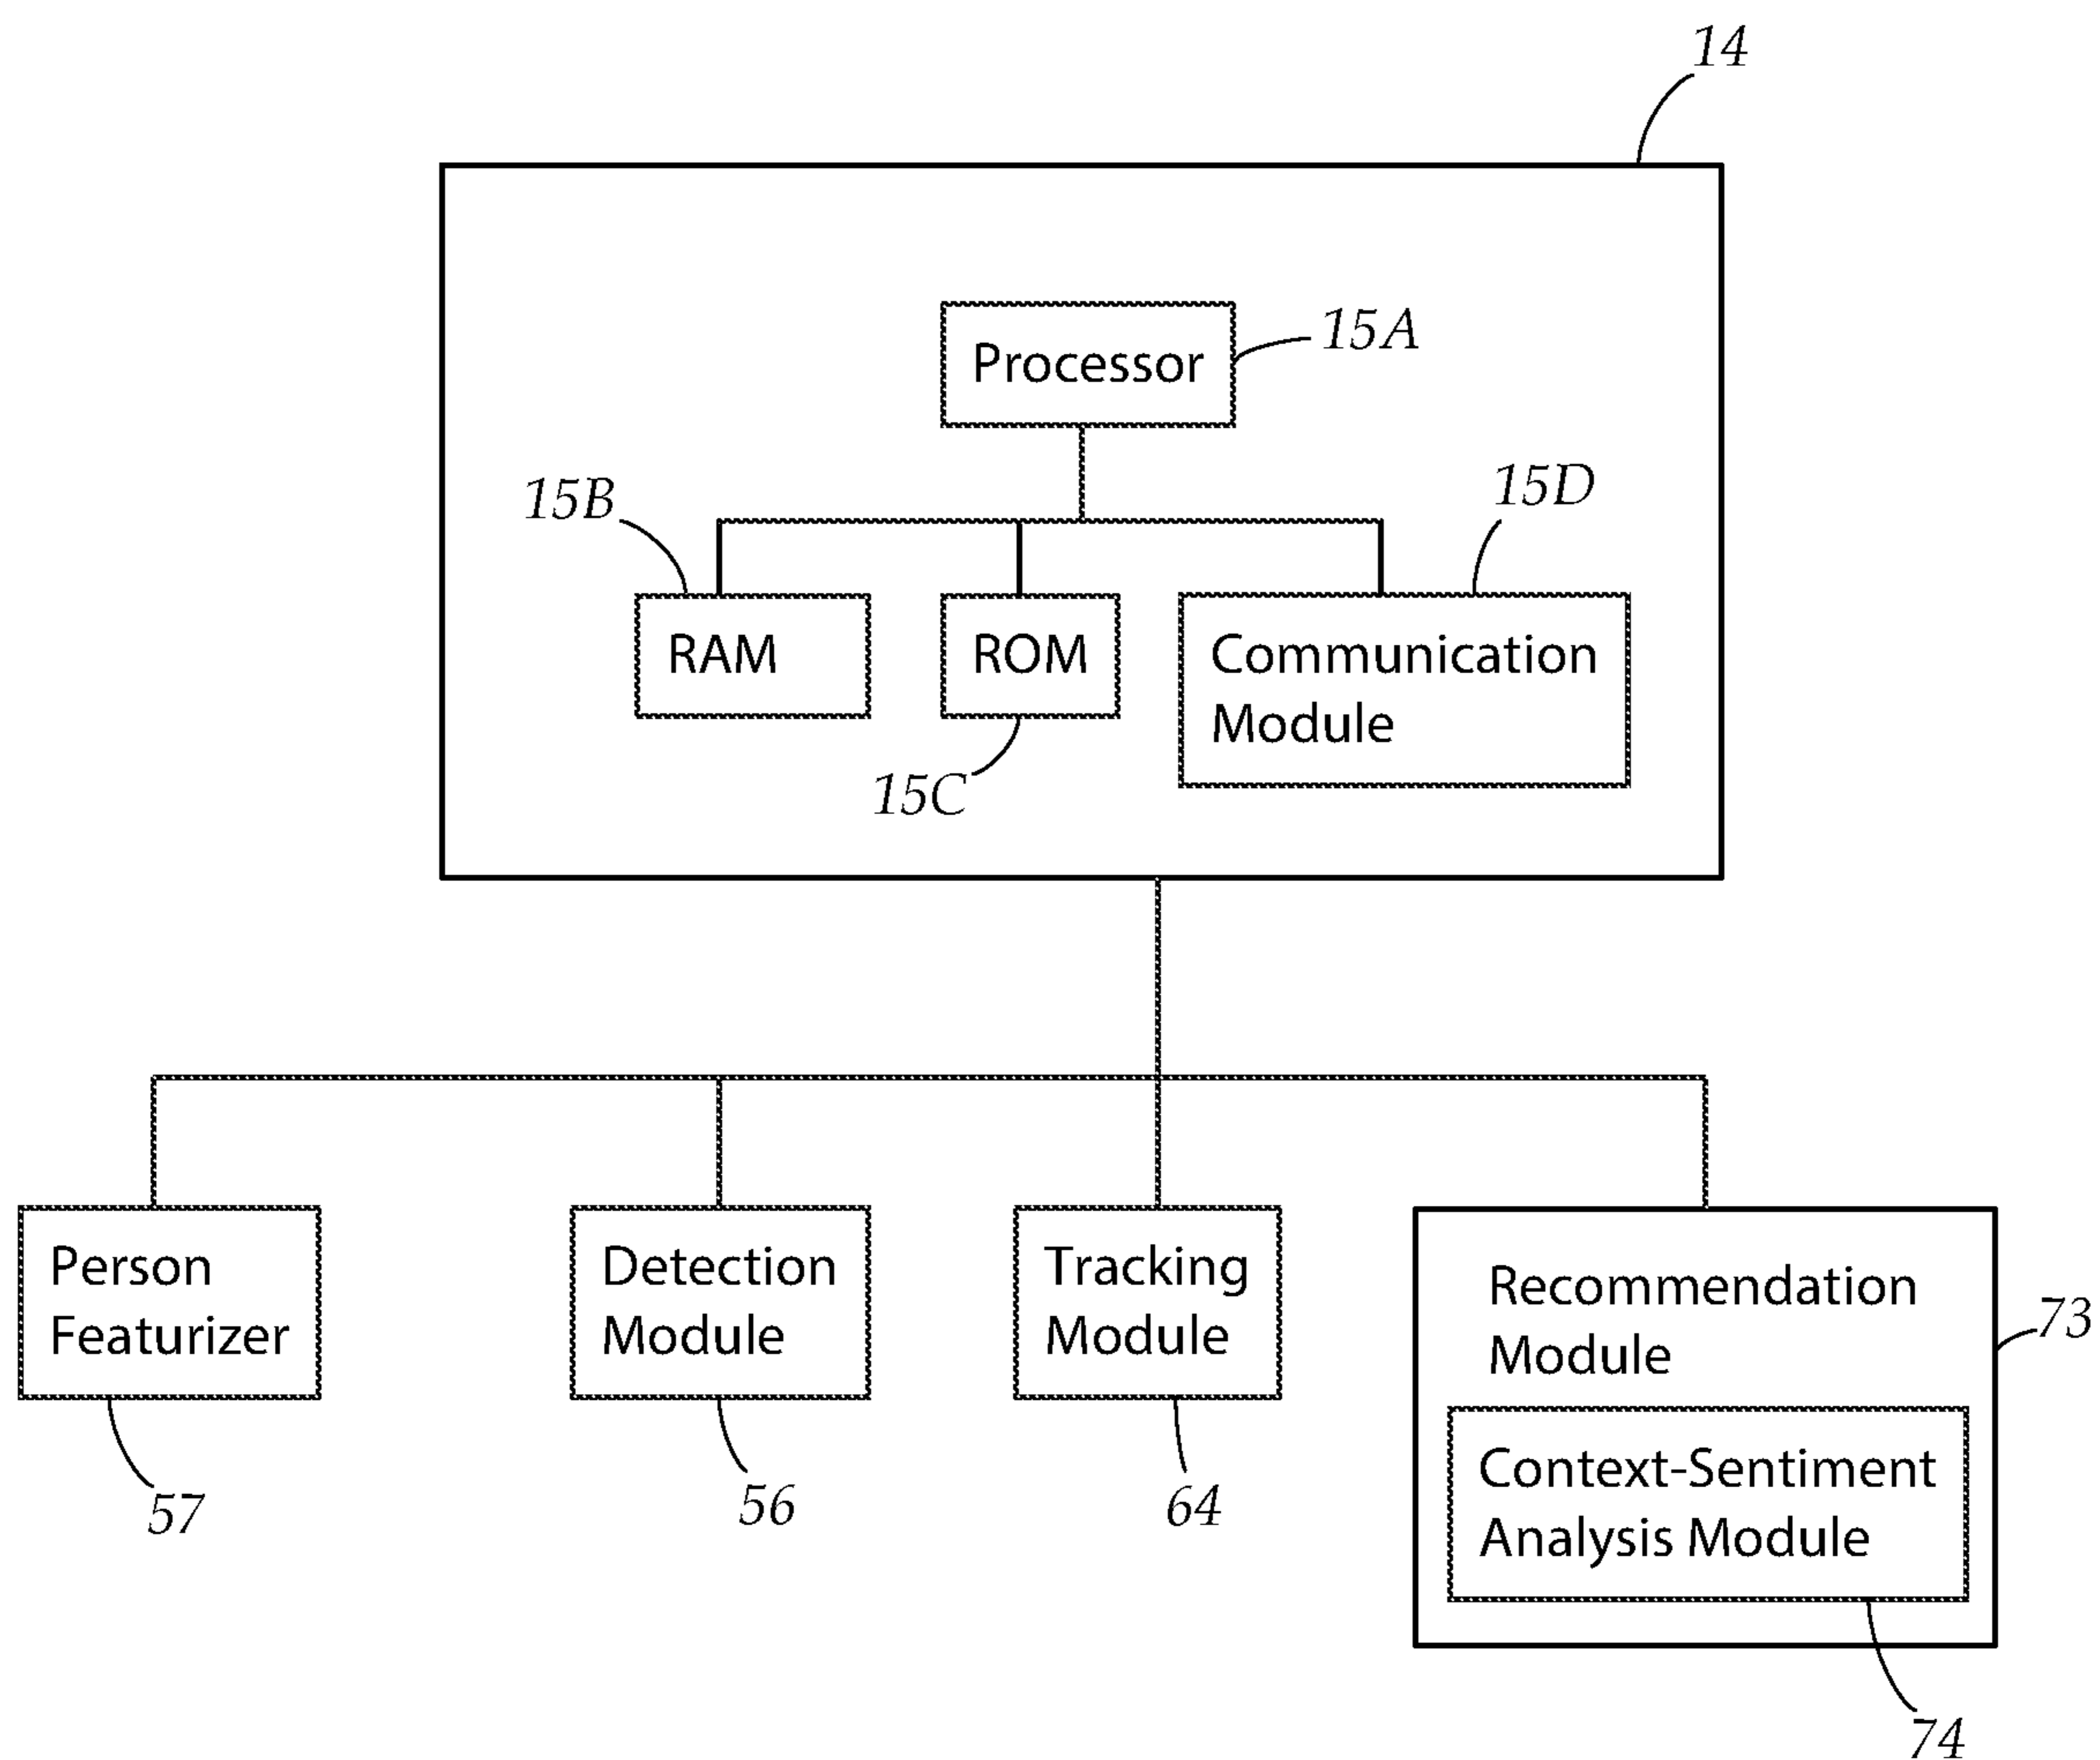 14
Processor
15A
15B
15D
RAM
ROM
Communication
Module
15C
Person
Featurizer
Detection
Module
Tracking
Module
Recommendation
Module
73
Context-Sentiment
Analysis Module
57
56
64
74